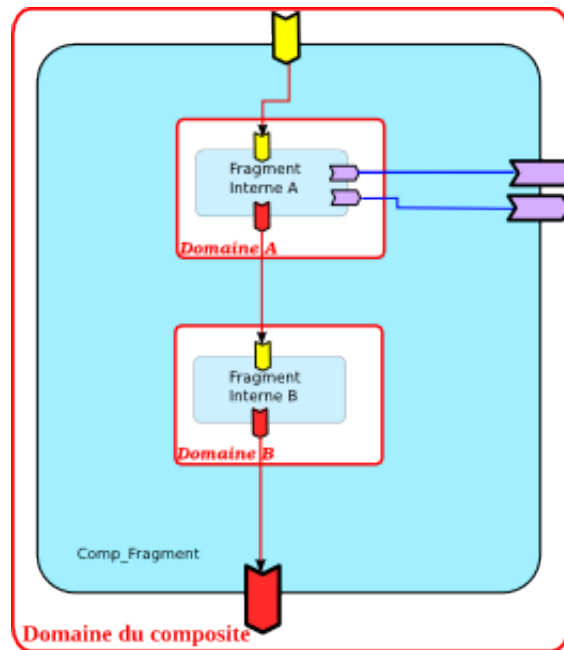 Fragment
Interne A
Domaine A
Fragment
Interne B
Domaine B
Comp_Fragment
Domaine du composite